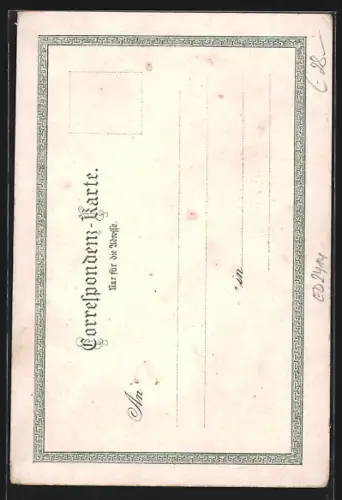 Correspondenz-Karte.
Nur für die Adresse.
An
in